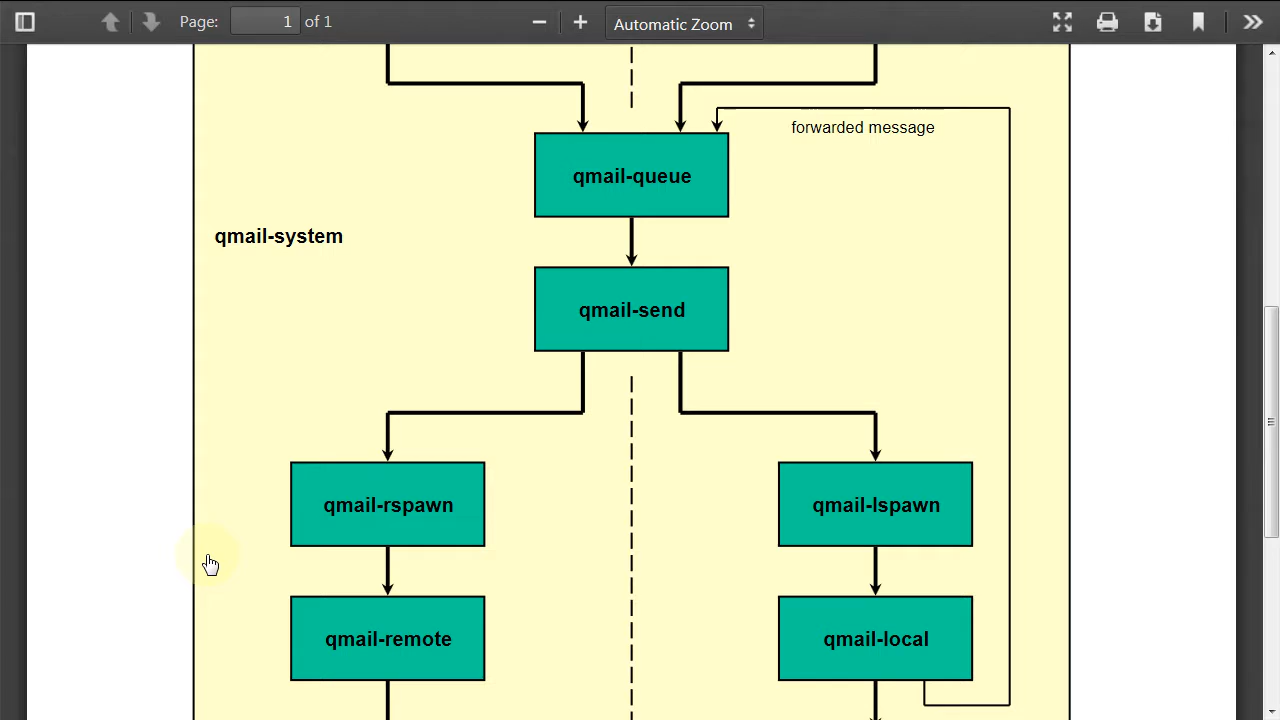 Page: 1 of 1 Automatic Zoom
forwarded message
qmail-queue
qmail-system
qmail-send
qmail-rspawn qmail-lspawn
qmail-remote qmail-local